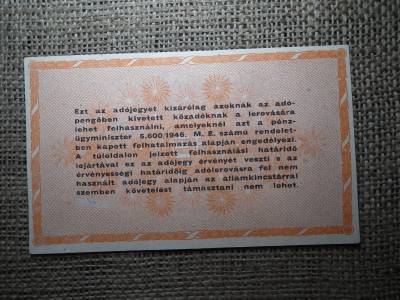 Ezt az adójegyet kizárólag azoknak az adó-
pengőben kivetett közadóknak a lerovására
lehet felhasználni, amelyeknél azt a pénz-
ügyminiszter 5.600/1946. M. E. számú rendelet-
ben kapott felhatalmazás alapján engedélyezi.
A túloldalon jelzett felhasználási határidő
lejártával ez az adójegy érvényét veszti s az
érvényességi határidőig adólerovásra fel nem
használt adójegy alapján az államkincstárral
szemben követelést támasztani nem lehet.